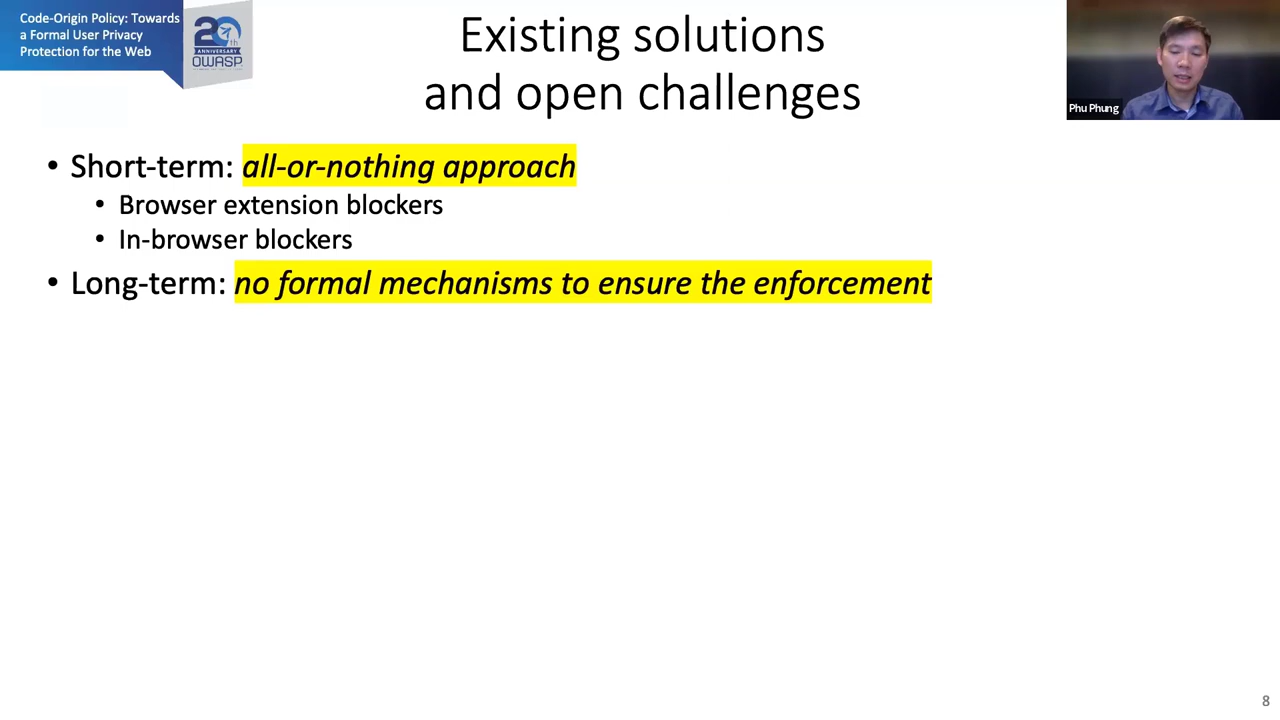 Code-Origin Policy: Towards
a Formal User Privacy
Protection for the Web
20th
ANNIVERSARY
OWASP
Existing solutions
and open challenges
Phu Phung
• Short-term: all-or-nothing approach
• Browser extension blockers
• In-browser blockers
• Long-term: no formal mechanisms to ensure the enforcement
8